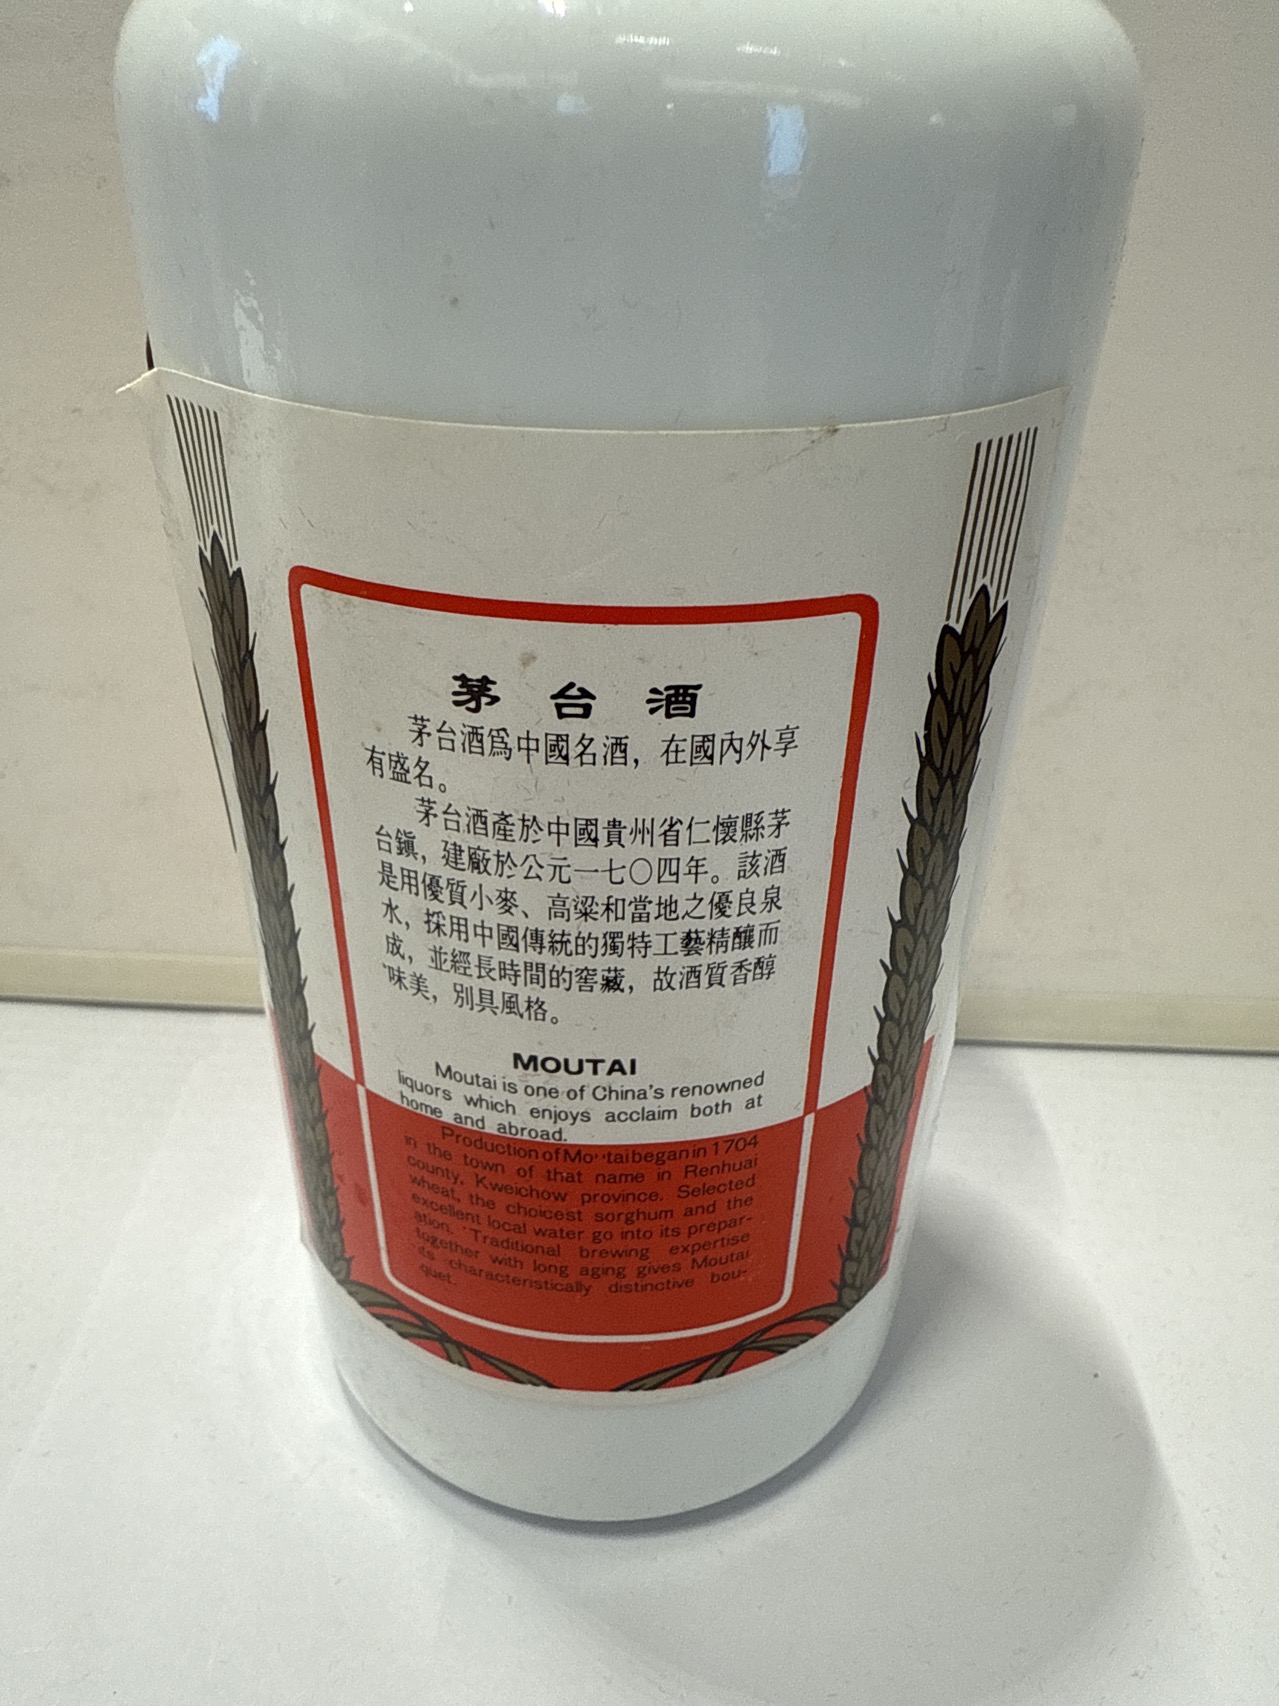 茅台酒
茅台酒爲中國名酒，在國內外享
有盛名。
茅台酒產於中國貴州省仁懷縣茅
台鎮，建廠於公元一七〇四年。該酒
是用優質小麥、高粱和當地之優良泉
水，採用中國傳統的獨特工藝精釀而
成，並經長時間的窖藏，故酒質香醇
味美，別具風格。
MOUTAI
Moutai is one of China's renowned
liquors which enjoys acclaim both at
home and abroad.
Production of Moutai began in 1704
in the town of that name in Renhuai
county, Kweichow province. Selected
wheat, the choicest sorghum and the
excellent local water go into its prepar-
ation. Traditional brewing expertise
together with long aging gives Moutai
its characteristically distinctive bou-
quet.